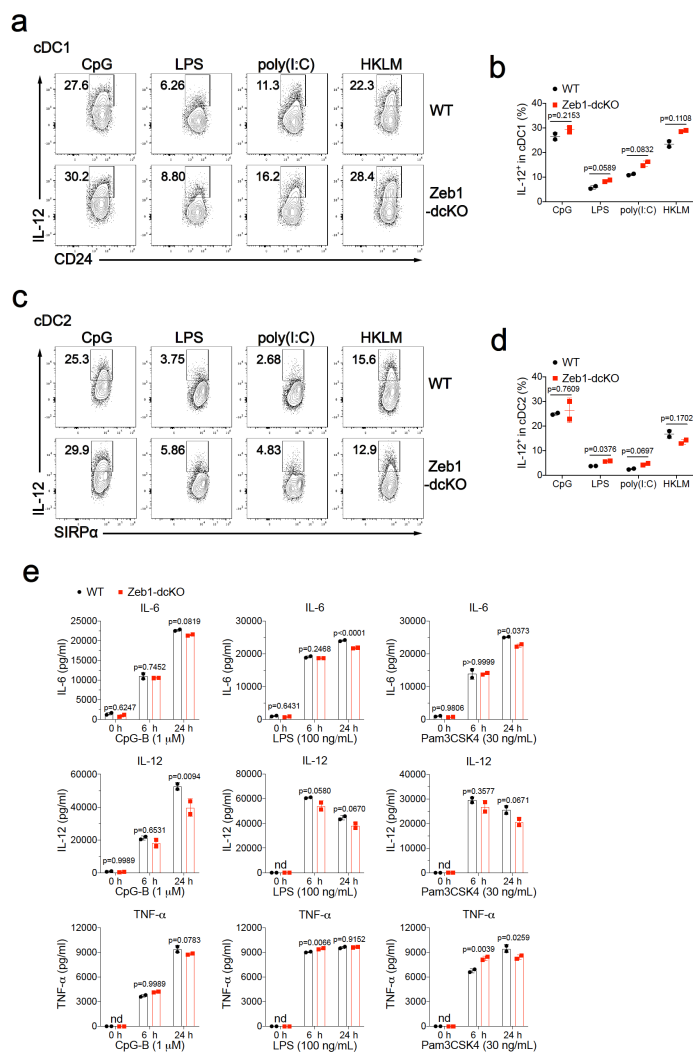 a
cDC1
CpG LPS poly(I:C) HKLM
27.6 6.26 11.3 22.3
WT
30.2 8.80 16.2 28.4
Zeb1
-dcKO
IL-12
CD24
b
WT
Zeb1-dcKO
IL-12+ in cDC1 (%)
40
30
20
10
0
p=0.2153
p=0.0589
p=0.0832
p=0.1108
CpG LPS poly(I:C) HKLM
c
cDC2
CpG LPS poly(I:C) HKLM
25.3 3.75 2.68 15.6
WT
29.9 5.86 4.83 12.9
Zeb1
-dcKO
IL-12
SIRPα
d
WT
Zeb1-dcKO
IL-12+ in cDC2 (%)
40
30
20
10
0
p=0.7609
p=0.0376
p=0.0697
p=0.1702
CpG LPS poly(I:C) HKLM
e
WT Zeb1-dcKO
IL-6
IL-6 (pg/ml)
25000
20000
15000
10000
5000
0
p=0.6247
p=0.7452
p=0.0819
0 h 6 h 24 h
CpG-B (1 μM)
IL-6
IL-6 (pg/ml)
30000
20000
10000
0
p=0.6431
p=0.2468
p<0.0001
0 h 6 h 24 h
LPS (100 ng/mL)
IL-6
IL-6 (pg/ml)
30000
20000
10000
0
p=0.9806
p>0.9999
p=0.0373
0 h 6 h 24 h
Pam3CSK4 (30 ng/mL)
IL-12
IL-12 (pg/ml)
60000
40000
20000
0
p=0.9989
p=0.6531
p=0.0094
0 h 6 h 24 h
CpG-B (1 μM)
IL-12
IL-12 (pg/ml)
80000
60000
40000
20000
0
nd
p=0.0580
p=0.0670
0 h 6 h 24 h
LPS (100 ng/mL)
IL-12
IL-12 (pg/ml)
40000
30000
20000
10000
0
nd
p=0.3577
p=0.0671
0 h 6 h 24 h
Pam3CSK4 (30 ng/mL)
TNF-α
TNF-α (pg/ml)
12000
9000
6000
3000
0
nd
p=0.9989
p=0.0783
0 h 6 h 24 h
CpG-B (1 μM)
TNF-α
TNF-α (pg/ml)
12000
9000
6000
3000
0
nd
p=0.0066
p=0.9152
0 h 6 h 24 h
LPS (100 ng/mL)
TNF-α
TNF-α (pg/ml)
12000
9000
6000
3000
0
nd
p=0.0039
p=0.0259
0 h 6 h 24 h
Pam3CSK4 (30 ng/mL)